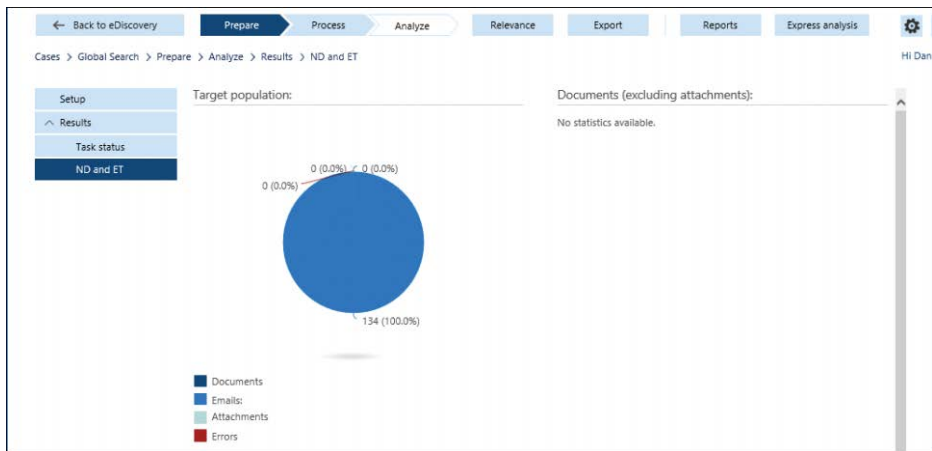 ← Back to eDiscovery Prepare Process Analyze Relevance Export Reports Express analysis
Cases > Global Search > Prepare > Analyze > Results > ND and ET Hi Dan
Setup
Results
Task status
ND and ET
Target population:
0 (0.0%) 0 (0.0%)
0 (0.0%)
134 (100.0%)
Documents
Emails:
Attachments
Errors
Documents (excluding attachments):
No statistics available.